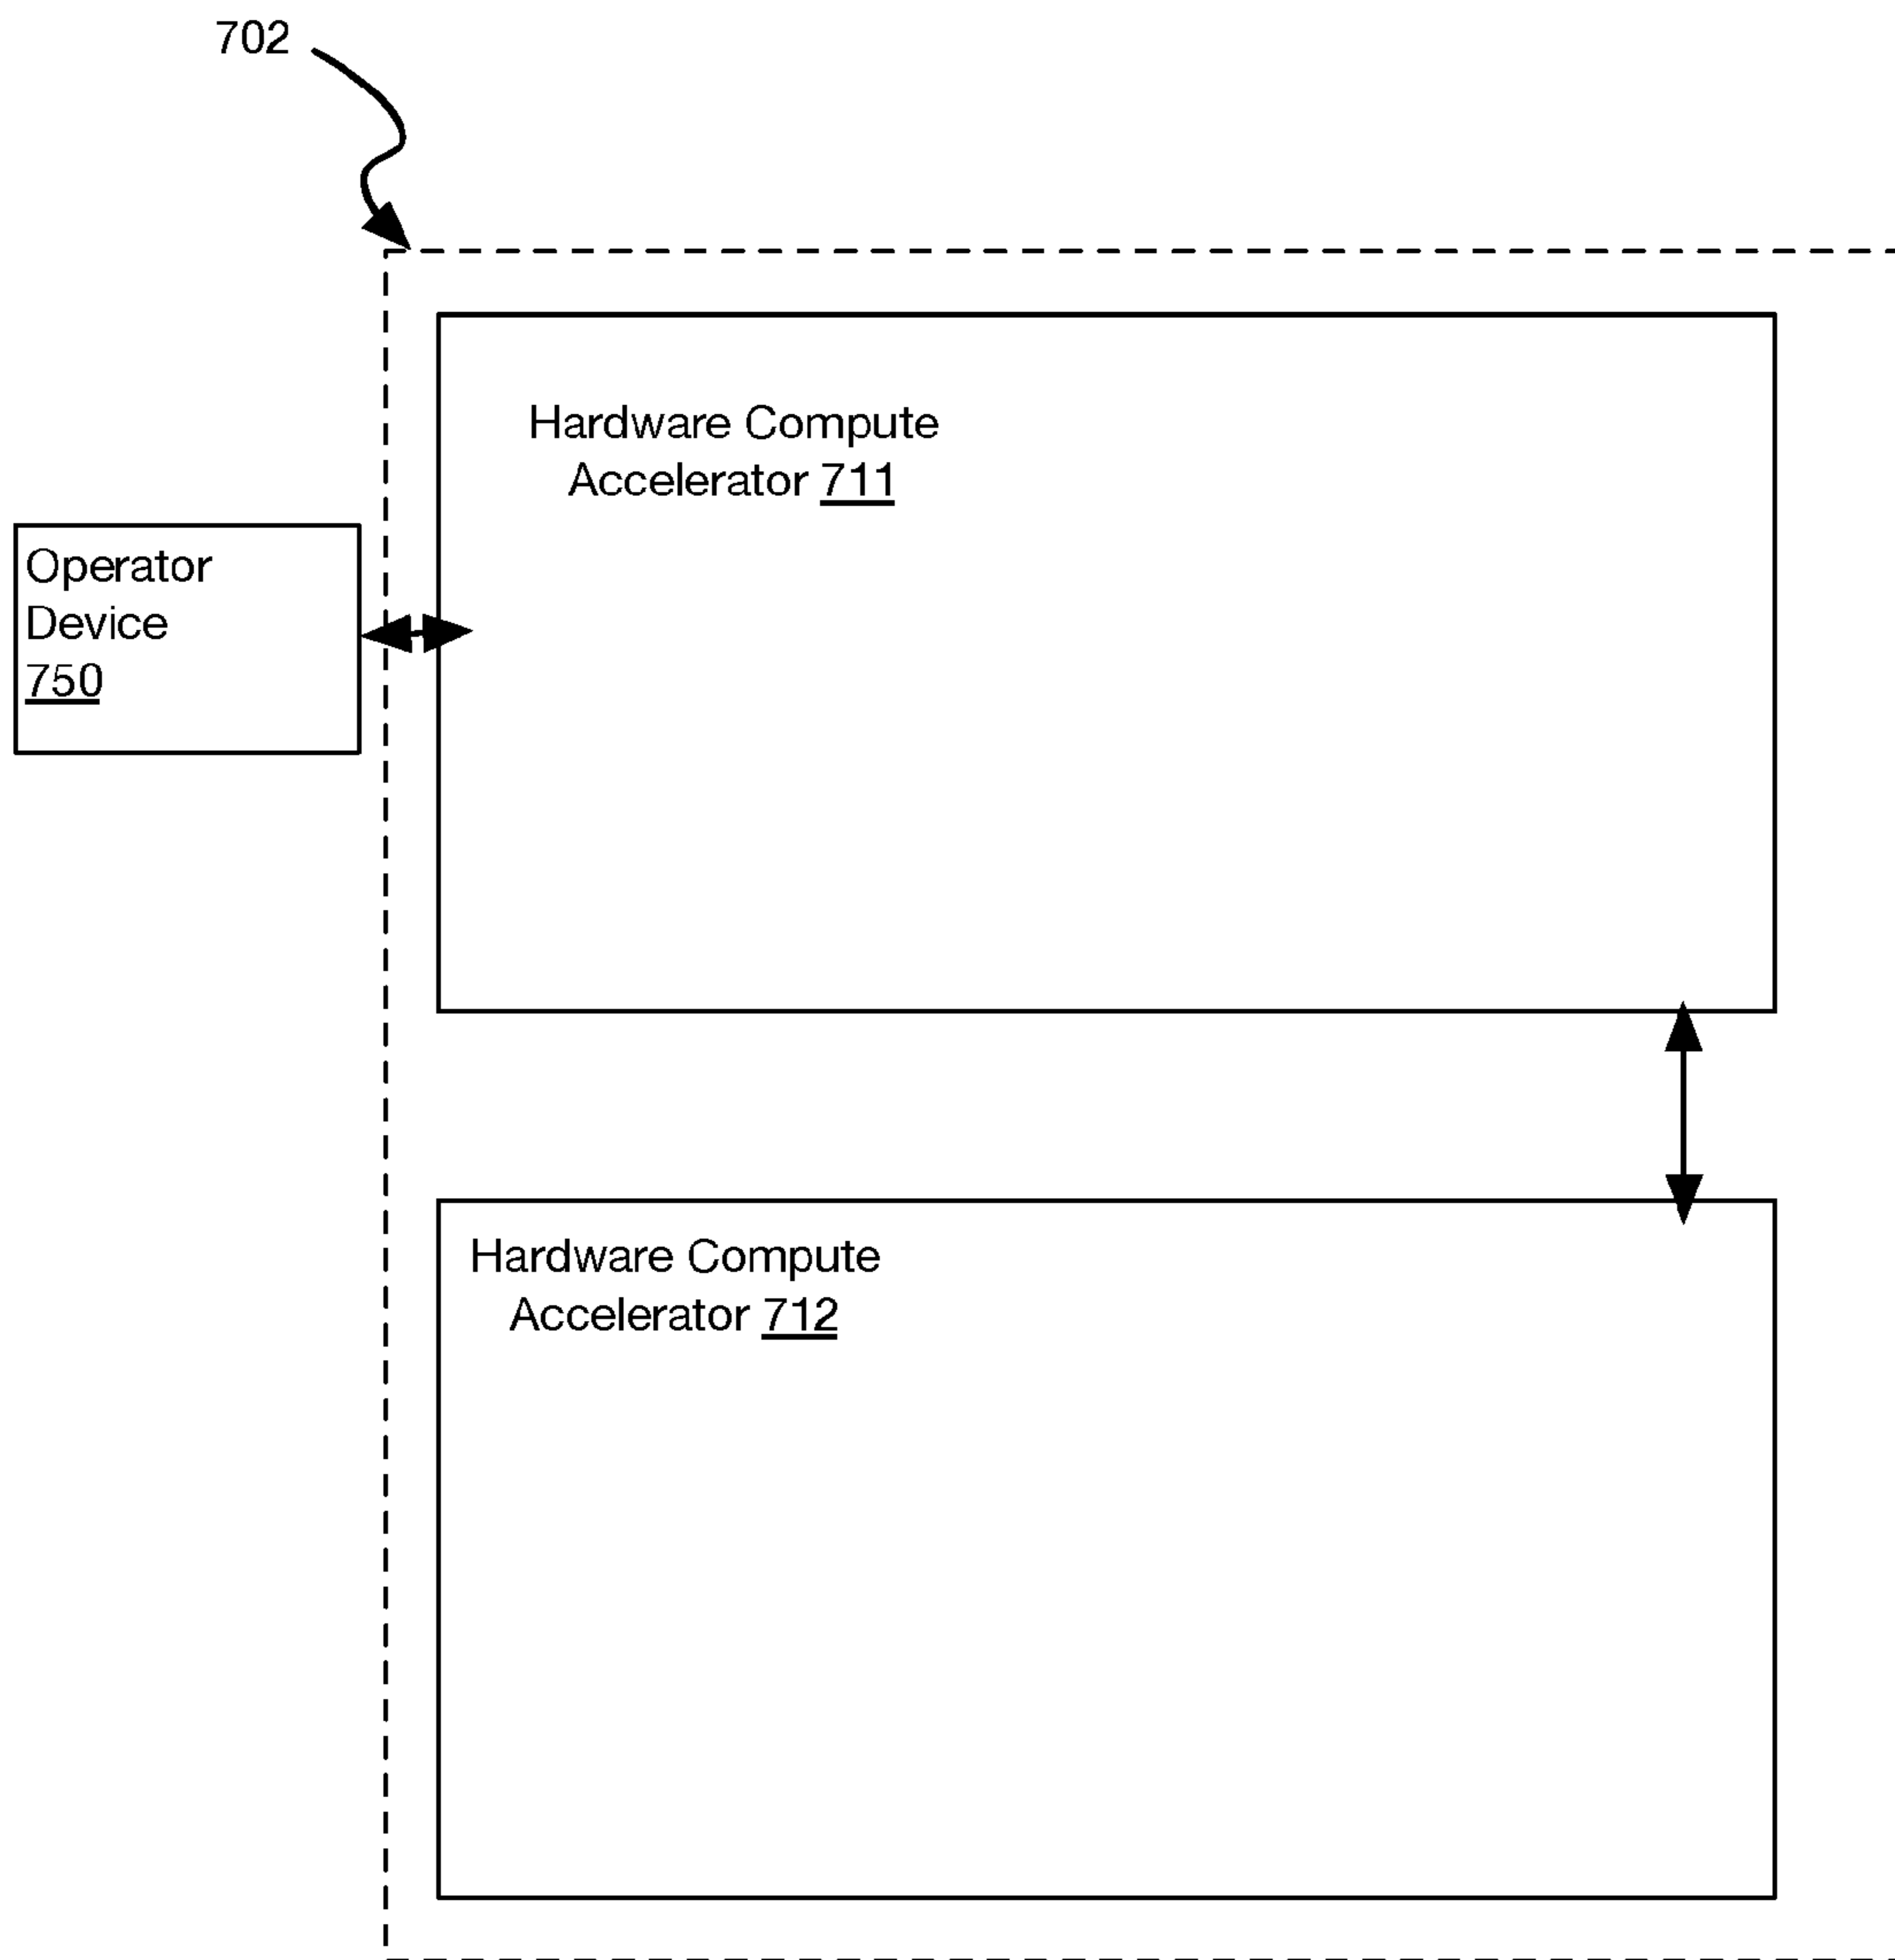 702
Hardware Compute
Accelerator 711
Operator
Device
750
Hardware Compute
Accelerator 712